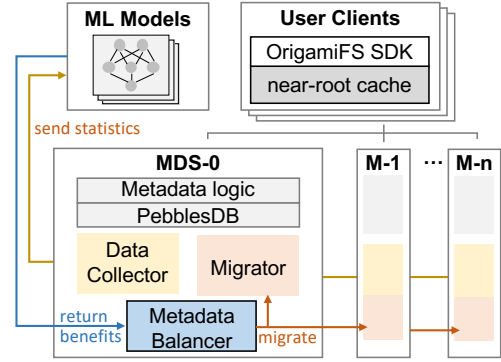 ML Models
User Clients
OrigamiFS SDK
near-root cache
send statistics
MDS-0
M-1
...
M-n
Metadata logic
PebblesDB
Data
Collector
Migrator
return
benefits
Metadata
Balancer
migrate